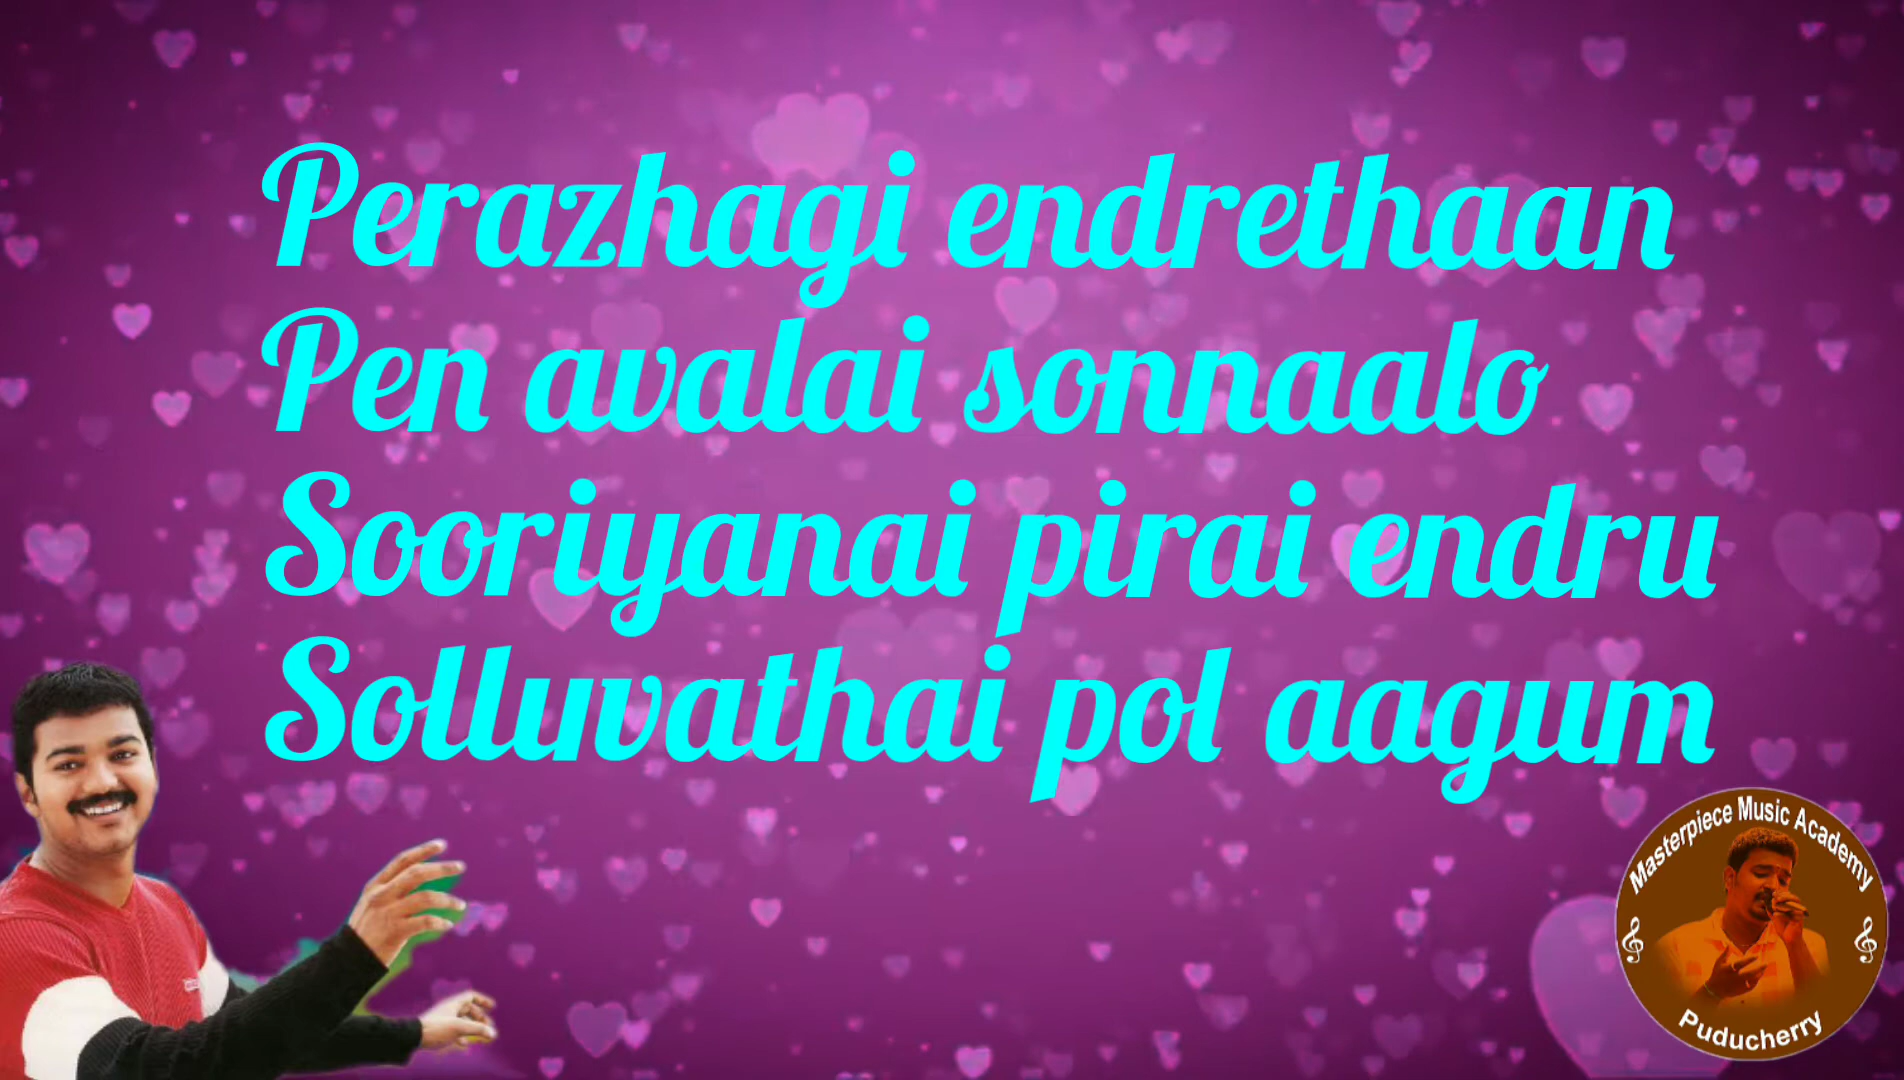 Perazhagi endrethaan
Pen avalai sonnaalo
Sooriyanai pirai endru
Solluvathai pol aagum
Masterpiece Music Academy
Puducherry